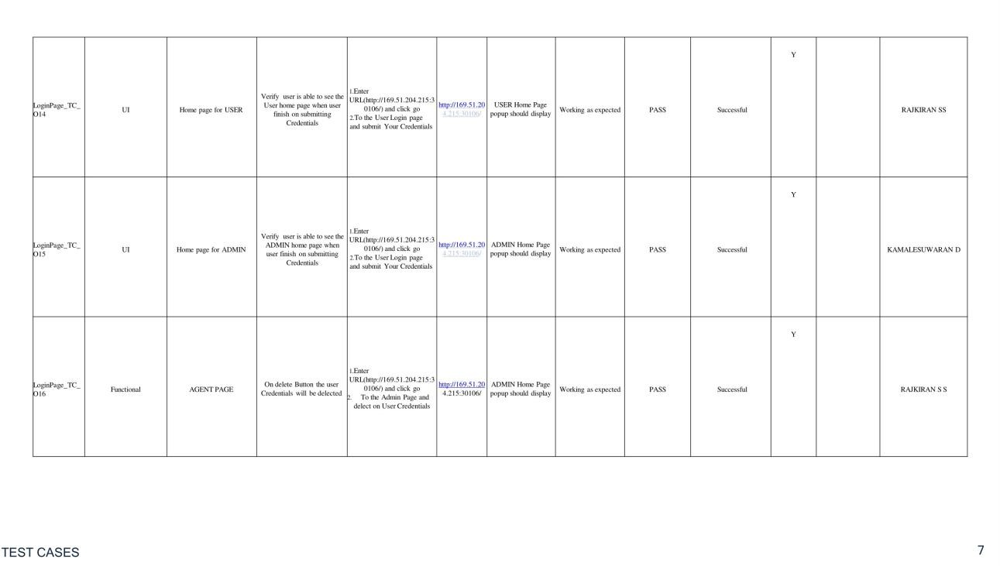 LoginPage_TC_
O14
UI
Home page for USER
Verify user is able to see the
User home page when user
finish on submitting
Credentials
1.Enter
URL(http://169.51.204.215:3
0106/) and click go
2.To the User Login page
and submit Your Credentials
http://169.51.20
4.215:30106/
USER Home Page
popup should display
Working as expected
PASS
Successful
Y
RAJKIRAN SS
LoginPage_TC_
O15
UI
Home page for ADMIN
Verify user is able to see the
ADMIN home page when
user finish on submitting
Credentials
1.Enter
URL(http://169.51.204.215:3
0106/) and click go
2.To the User Login page
and submit Your Credentials
http://169.51.20
4.215:30106/
ADMIN Home Page
popup should display
Working as expected
PASS
Successful
Y
KAMALESUWARAN D
LoginPage_TC_
O16
Functional
AGENT PAGE
On delete Button the user
Credentials will be delected
1.Enter
URL(http://169.51.204.215:3
0106/) and click go
2. To the Admin Page and
delect on User Credentials
http://169.51.20
4.215:30106/
ADMIN Home Page
popup should display
Working as expected
PASS
Successful
Y
RAJKIRAN S S
TEST CASES
7